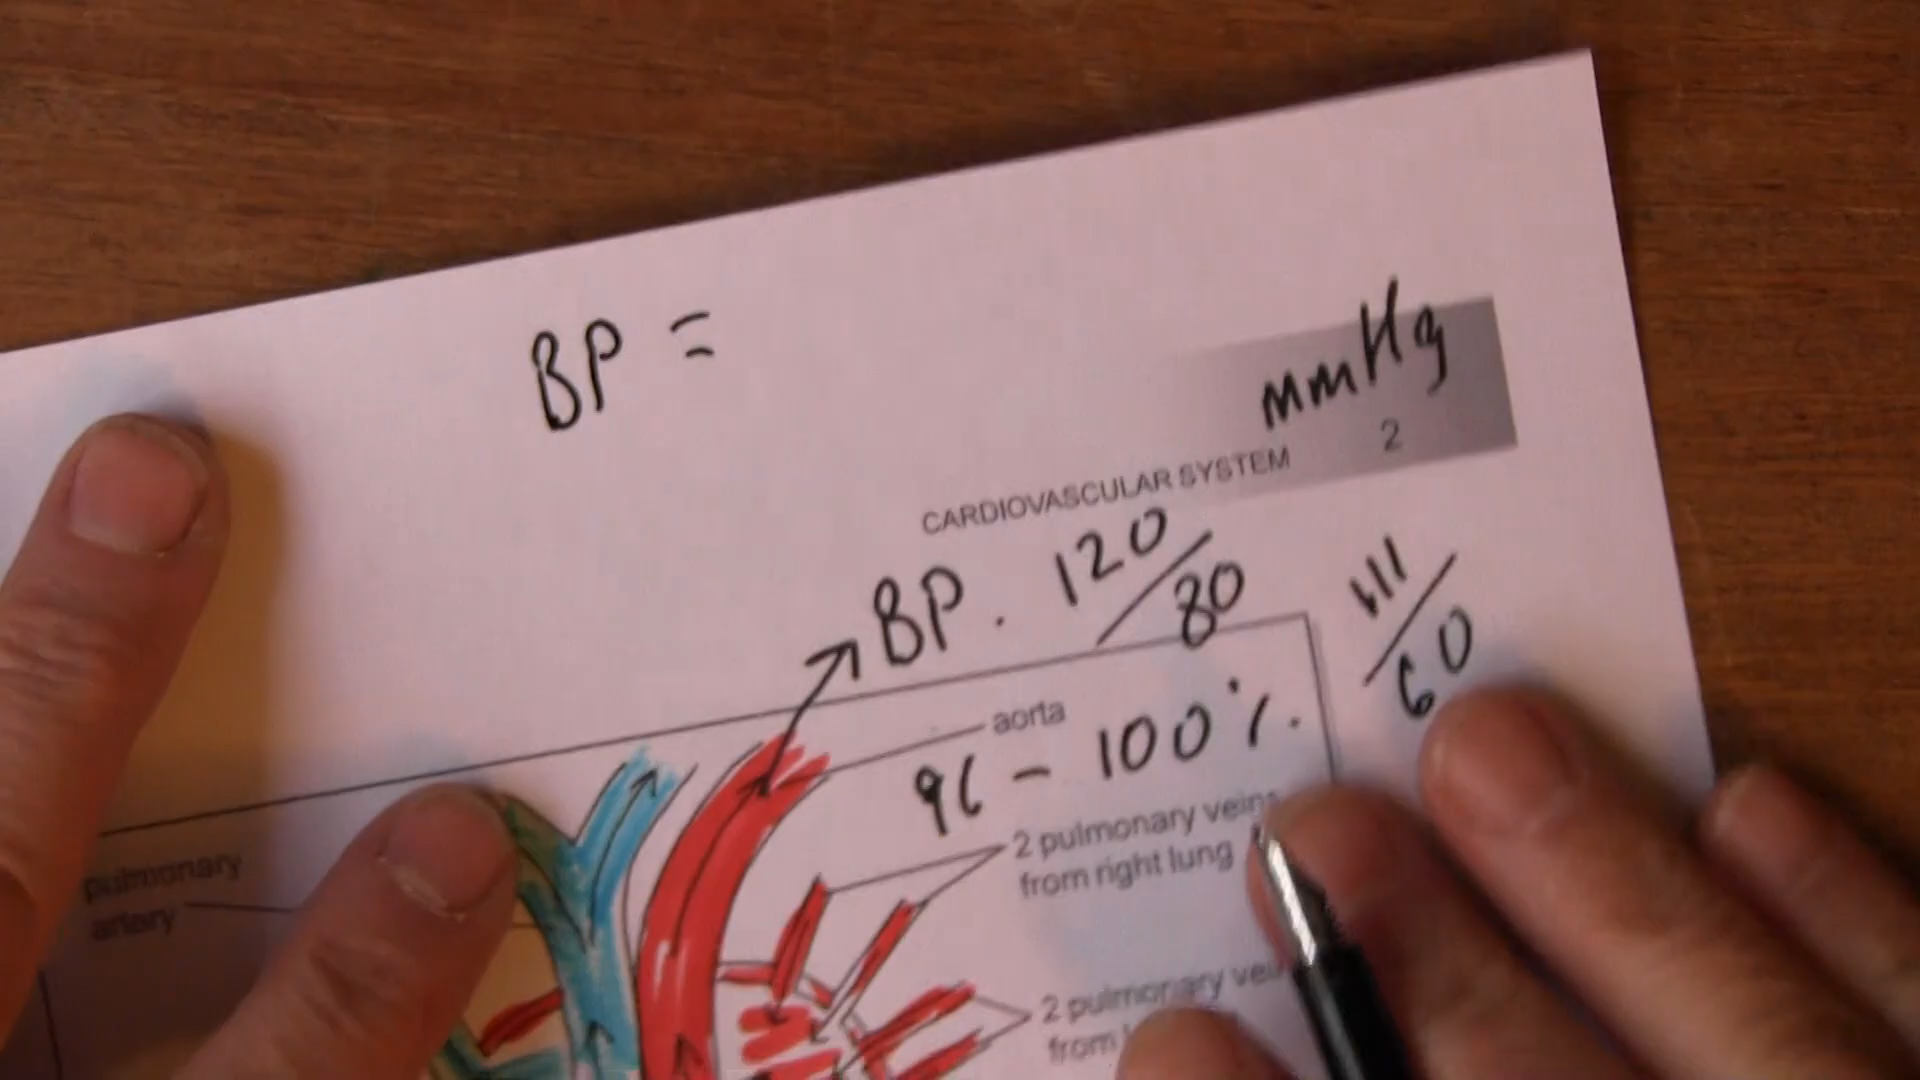 BP =
mmHg
2
CARDIOVASCULAR SYSTEM
BP. 120/80
111/60
aorta
96 - 100%.
2 pulmonary veins
from right lung
pulmonary
artery
2 pulmonary
from